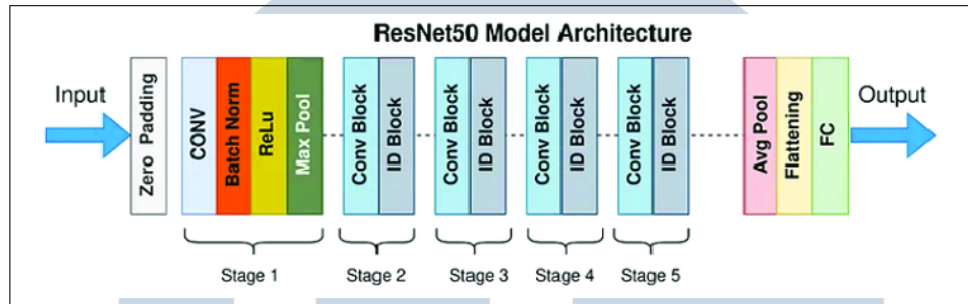 ResNet50 Model Architecture
Input
Zero Padding
CONV
Batch Norm
ReLu
Max Pool
Conv Block
ID Block
Conv Block
ID Block
Conv Block
ID Block
Conv Block
ID Block
Avg Pool
Flattening
FC
Output
Stage 1
Stage 2
Stage 3
Stage 4
Stage 5